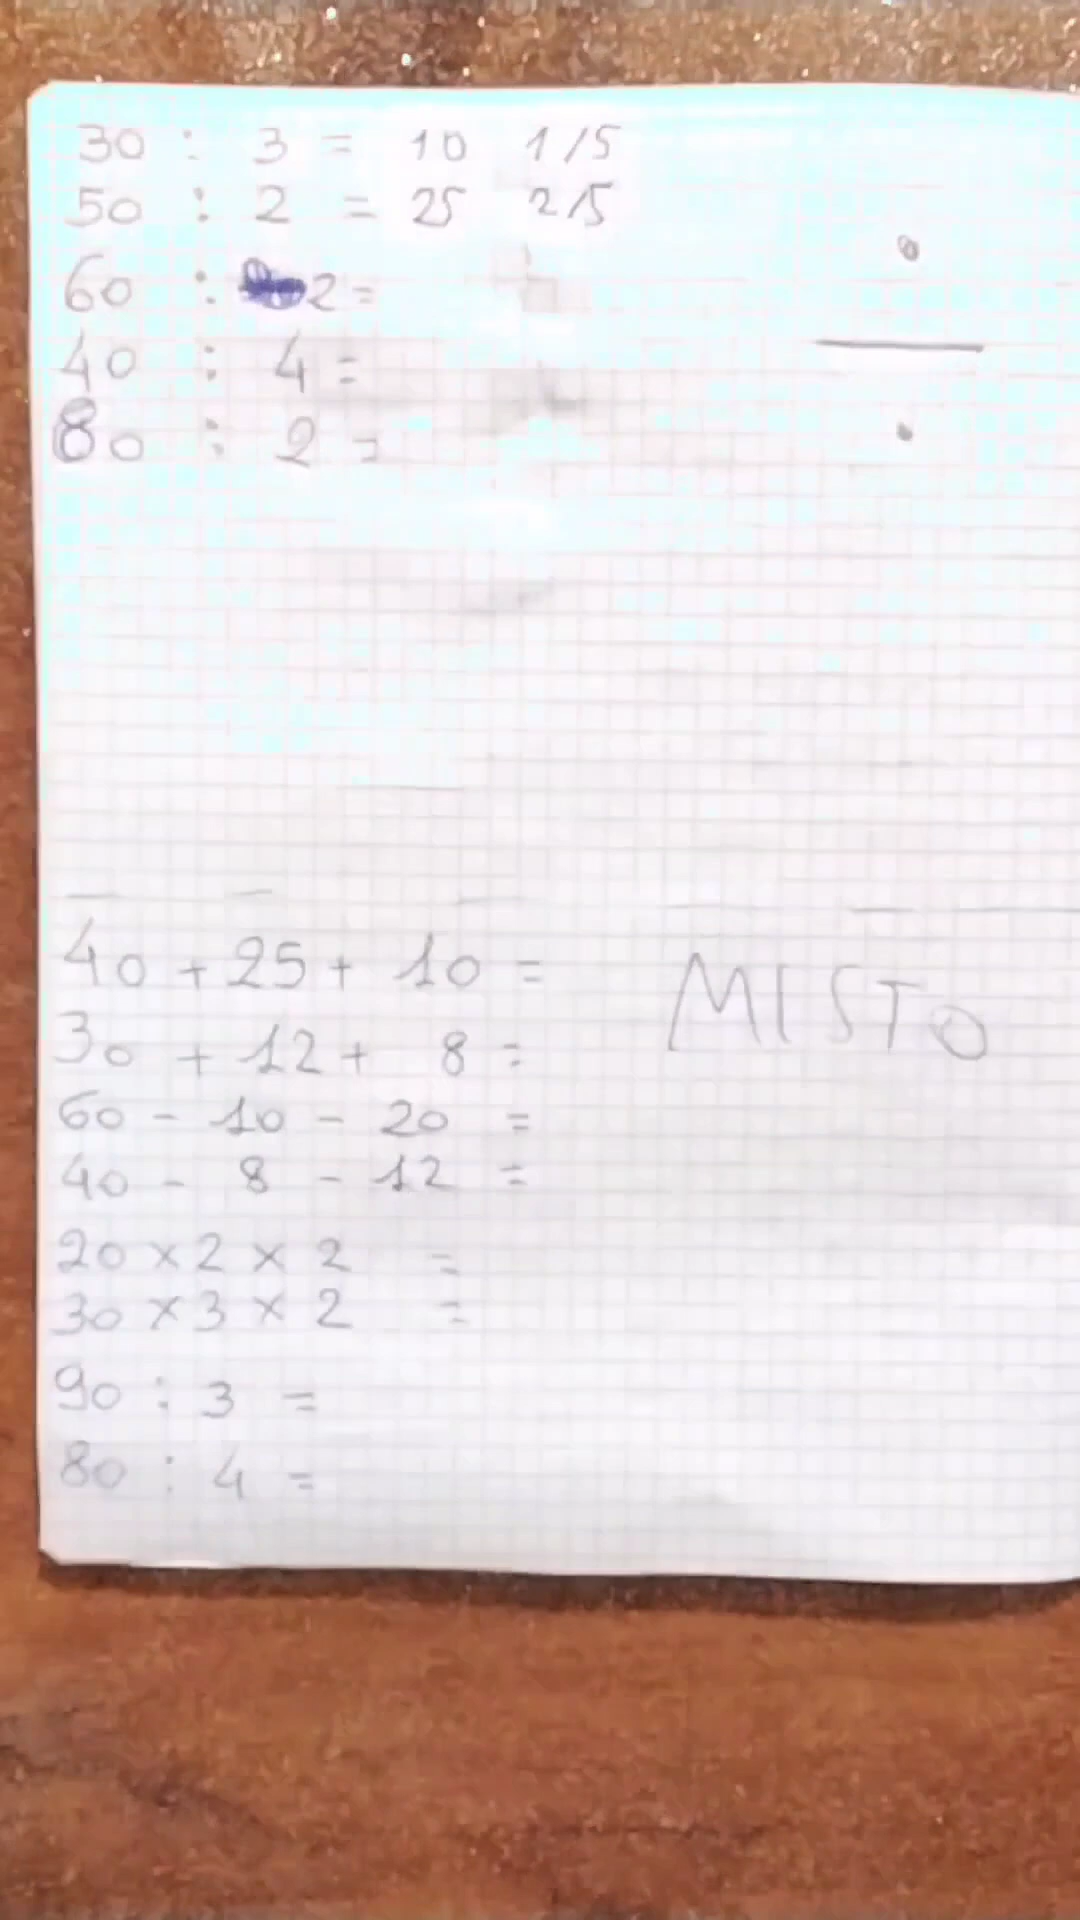 30 : 3 = 10 1/5
50 : 2 = 25 2/5
60 : 2 =
40 : 4 =
80 : 2 =
÷
40 + 25 + 10 =
MISTO
30 + 12 + 8 =
60 - 10 - 20 =
40 - 8 - 12 =
20 × 2 × 2 =
30 × 3 × 2 =
90 : 3 =
80 : 4 =